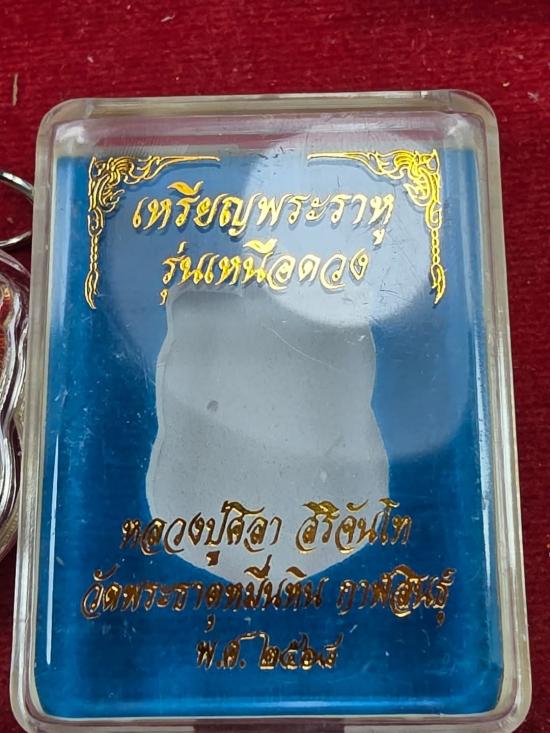 เหรียญพระราหู
รุ่นเหนือดวง
หลวงปู่ศิลา สิริจันโท
วัดพระธาตุหมื่นหิน กาฬสินธุ์
พ.ศ. ๒๕๖๘